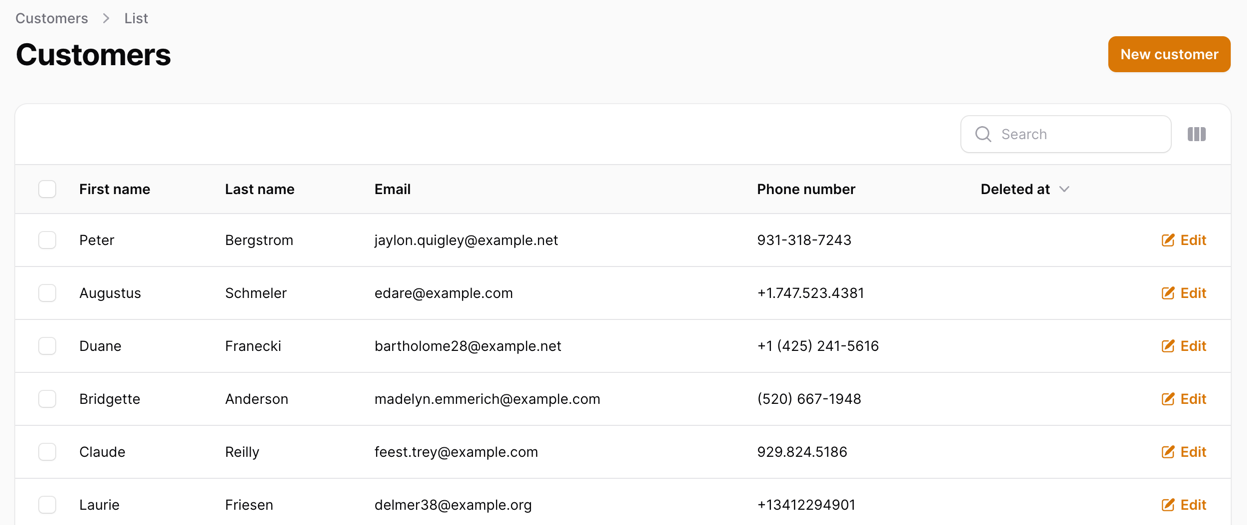 Customers > List
Customers
New customer
Search
First name Last name Email Phone number Deleted at
Peter Bergstrom jaylon.quigley@example.net 931-318-7243 Edit
Augustus Schmeler edare@example.com +1.747.523.4381 Edit
Duane Franecki bartholome28@example.net +1 (425) 241-5616 Edit
Bridgette Anderson madelyn.emmerich@example.com (520) 667-1948 Edit
Claude Reilly feest.trey@example.com 929.824.5186 Edit
Laurie Friesen delmer38@example.org +13412294901 Edit